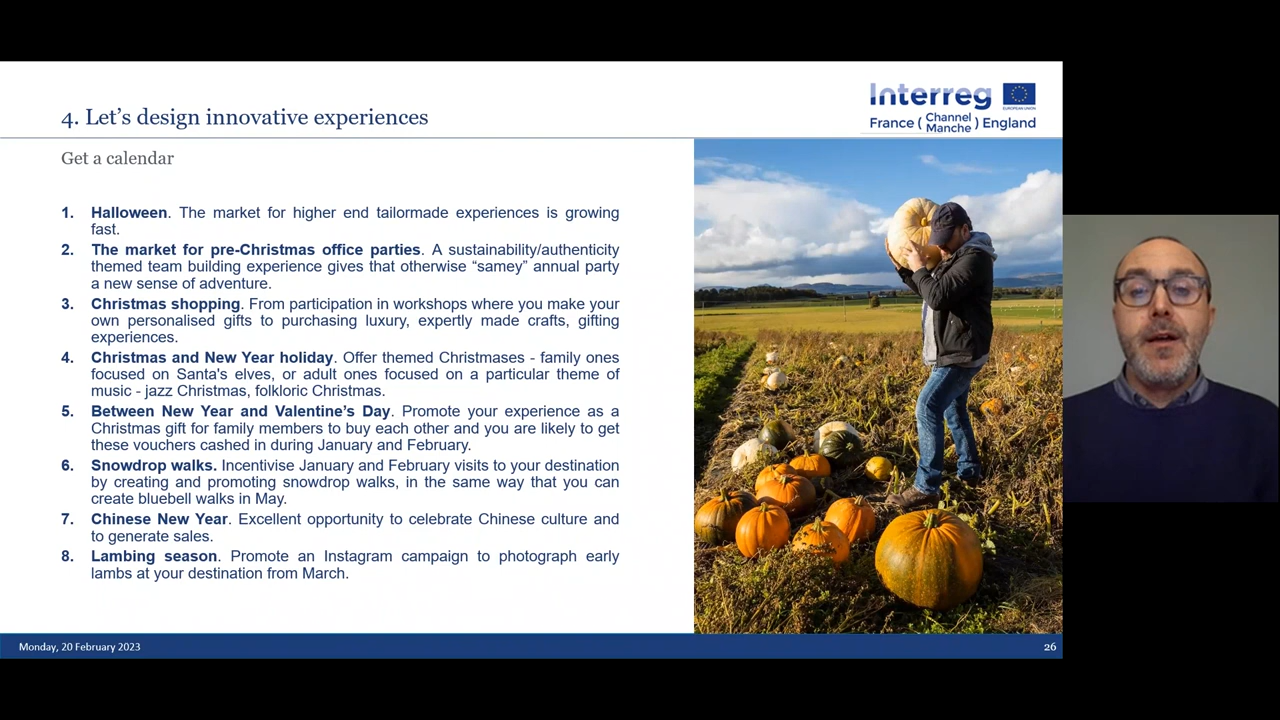 4. Let’s design innovative experiences
Interreg
EUROPEAN UNION
France ( Channel Manche ) England
Get a calendar
1. Halloween. The market for higher end tailormade experiences is growing
fast.
2. The market for pre-Christmas office parties. A sustainability/authenticity
themed team building experience gives that otherwise “samey” annual party
a new sense of adventure.
3. Christmas shopping. From participation in workshops where you make your
own personalised gifts to purchasing luxury, expertly made crafts, gifting
experiences.
4. Christmas and New Year holiday. Offer themed Christmases - family ones
focused on Santa's elves, or adult ones focused on a particular theme of
music - jazz Christmas, folkloric Christmas.
5. Between New Year and Valentine’s Day. Promote your experience as a
Christmas gift for family members to buy each other and you are likely to get
these vouchers cashed in during January and February.
6. Snowdrop walks. Incentivise January and February visits to your destination
by creating and promoting snowdrop walks, in the same way that you can
create bluebell walks in May.
7. Chinese New Year. Excellent opportunity to celebrate Chinese culture and
to generate sales.
8. Lambing season. Promote an Instagram campaign to photograph early
lambs at your destination from March.
Monday, 20 February 2023
26